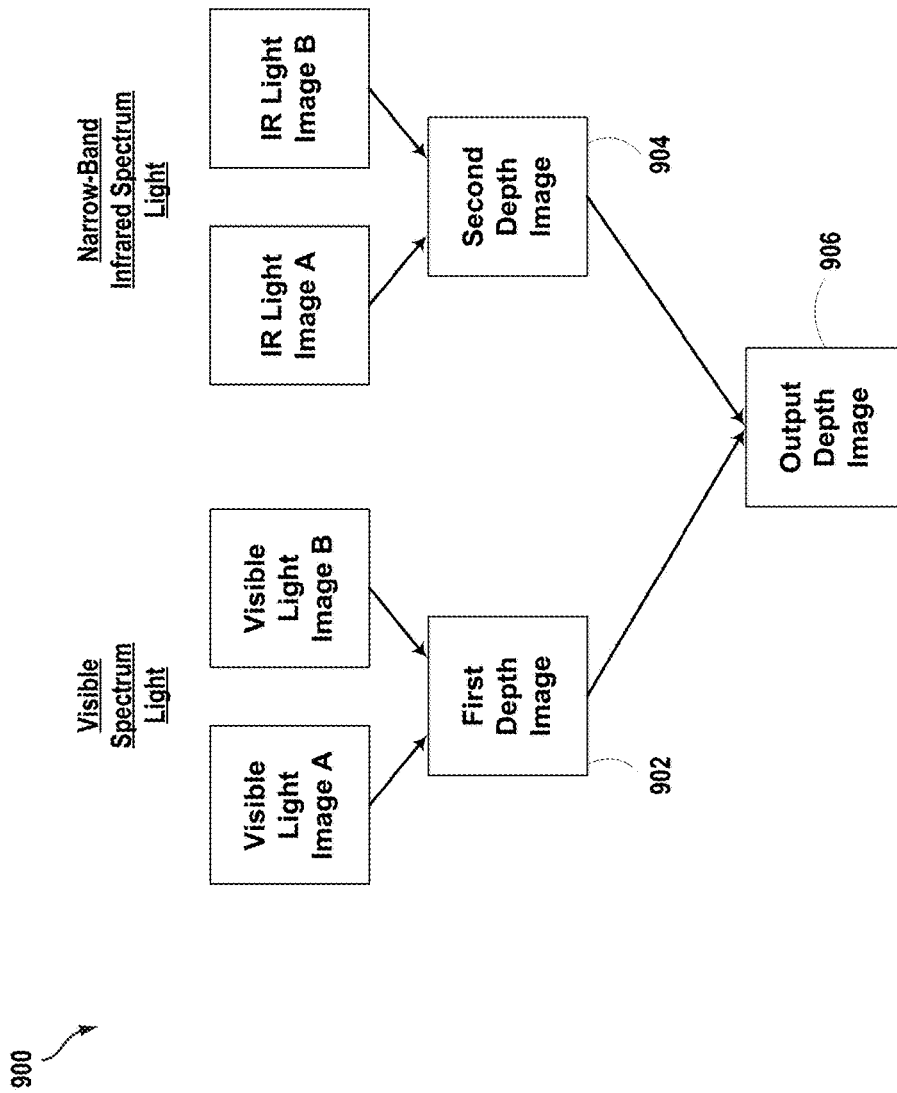 900
Visible
Spectrum
Light
Narrow-Band
Infrared Spectrum
Light
Visible
Light
Image A
Visible
Light
Image B
IR Light
Image A
IR Light
Image B
First
Depth
Image
902
Second
Depth
Image
904
Output
Depth
Image
906